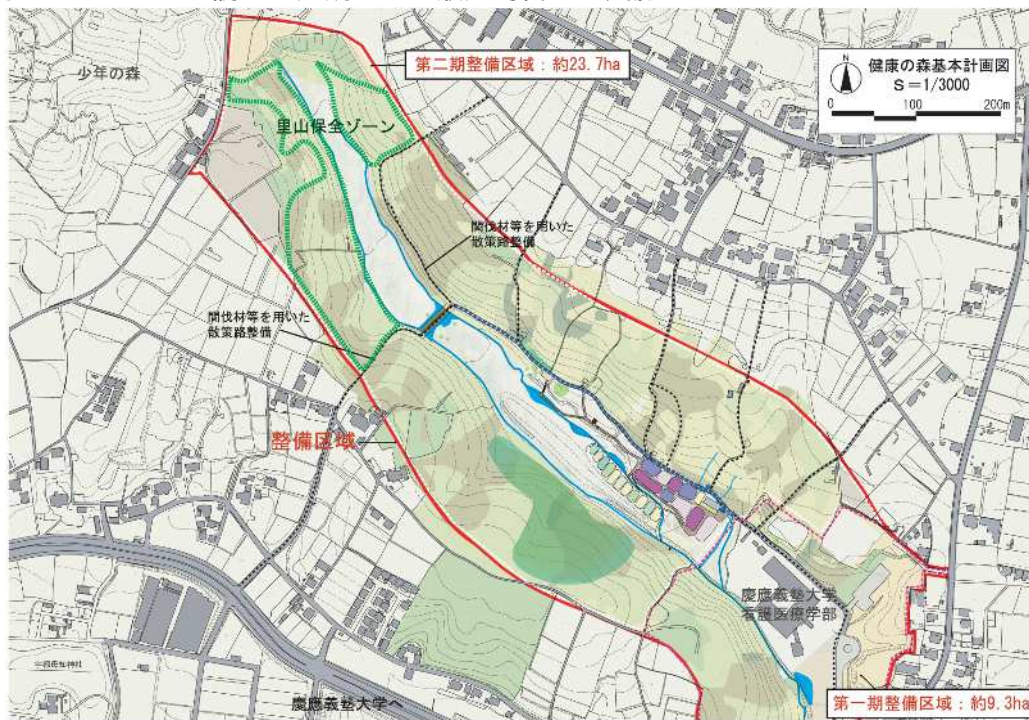 少年の森
第二期整備区域：約23.7ha
N
健康の森基本計画図
S＝1/3000
0 100 200m
里山保全ゾーン
間伐材等を用いた
散策路整備
間伐材等を用いた
散策路整備
整備区域
慶應義塾大学
看護医療学部
慶應義塾大学へ
第一期整備区域：約9.3ha